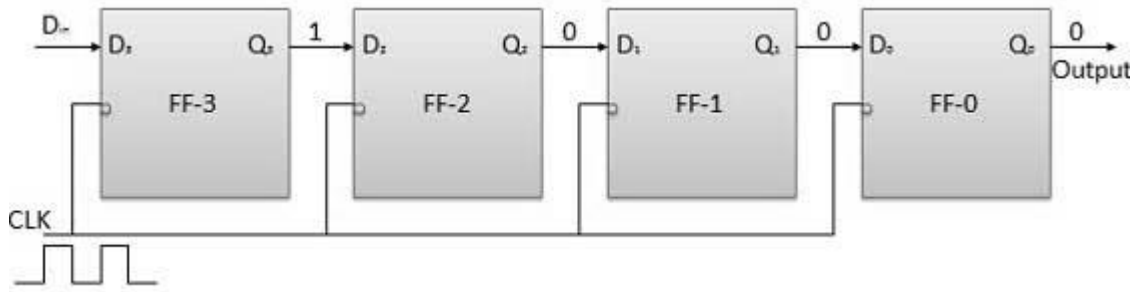 Dᵢₙ
D₃ Q₃ 1 D₂ Q₂ 0 D₁ Q₁ 0 D₀ Q₀ 0
Output
FF-3 FF-2 FF-1 FF-0
CLK